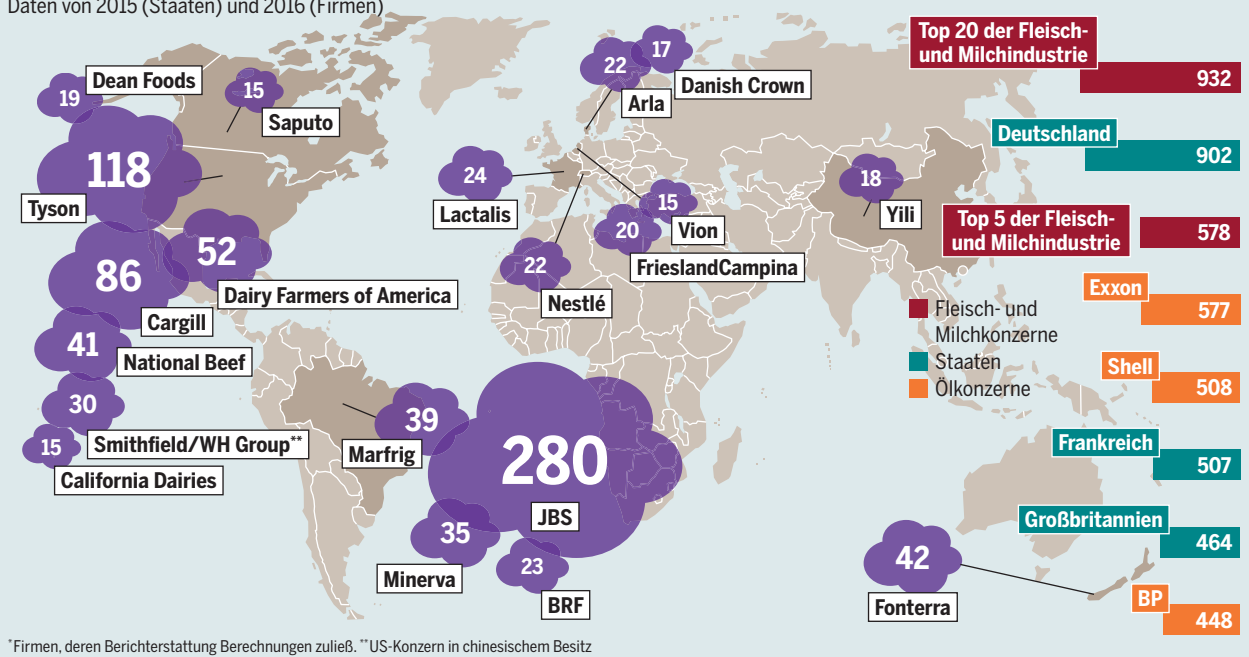 Daten von 2015 (Staaten) und 2016 (Firmen)
19
Dean Foods
15
Saputo
118
Tyson
86
Cargill
52
Dairy Farmers of America
41
National Beef
30
Smithfield/WH Group**
15
California Dairies
22
Arla
17
Danish Crown
24
Lactalis
15
Vion
20
FrieslandCampina
22
Nestlé
18
Yili
39
Marfrig
280
JBS
35
Minerva
23
BRF
42
Fonterra
Top 20 der Fleisch-
und Milchindustrie
932
Deutschland
902
Top 5 der Fleisch-
und Milchindustrie
578
Exxon
577
Shell
508
Frankreich
507
Großbritannien
464
BP
448
Fleisch- und
Milchkonzerne
Staaten
Ölkonzerne
*Firmen, deren Berichterstattung Berechnungen zuließ. **US-Konzern in chinesischem Besitz